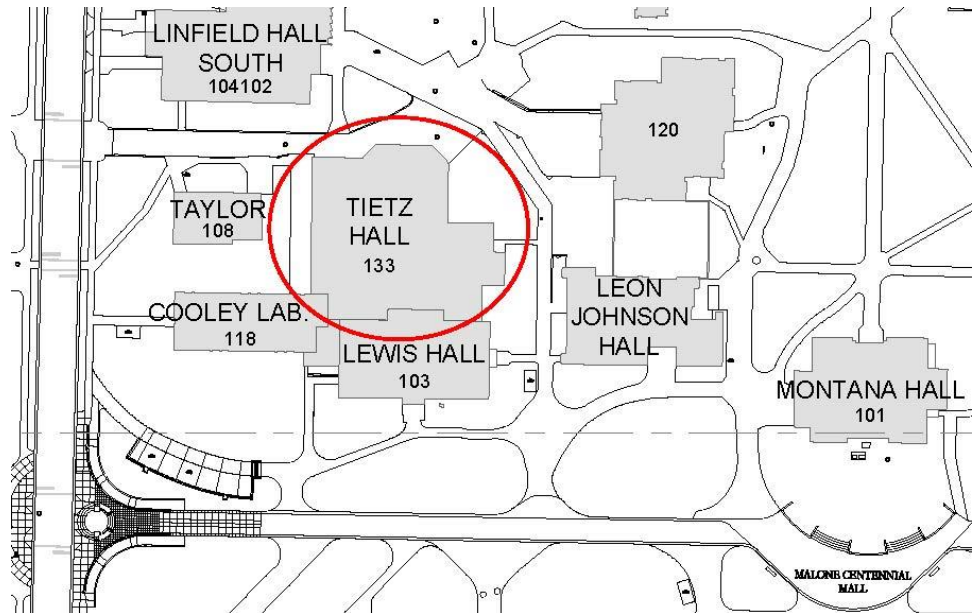 LINFIELD HALL
SOUTH
104102
120
TAYLOR
108
TIETZ
HALL
133
COOLEY LAB.
118
LEWIS HALL
103
LEON
JOHNSON
HALL
MONTANA HALL
101
MALONE CENTENNIAL
MALL